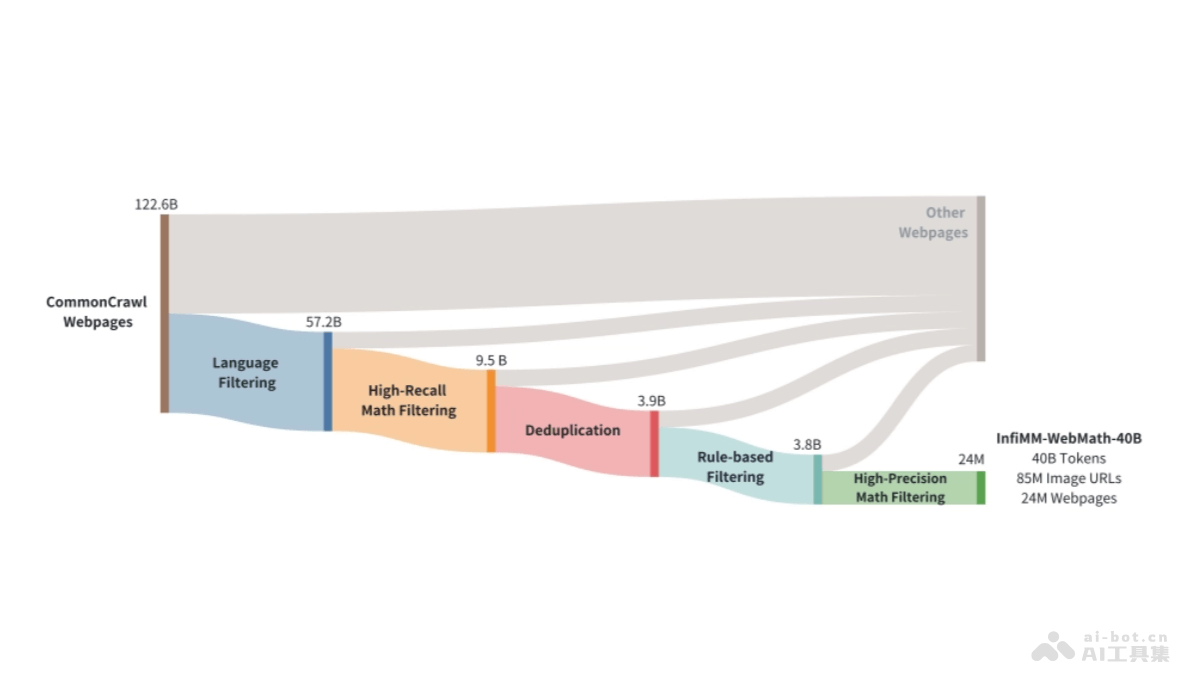 122.6B
CommonCrawl
Webpages
Other
Webpages
57.2B
Language
Filtering
9.5 B
High-Recall
Math Filtering
3.9B
Deduplication
3.8B
Rule-based
Filtering
24M
High-Precision
Math Filtering
InfiMM-WebMath-40B
40B Tokens
85M Image URLs
24M Webpages
ai-bot.cn
AI工具集